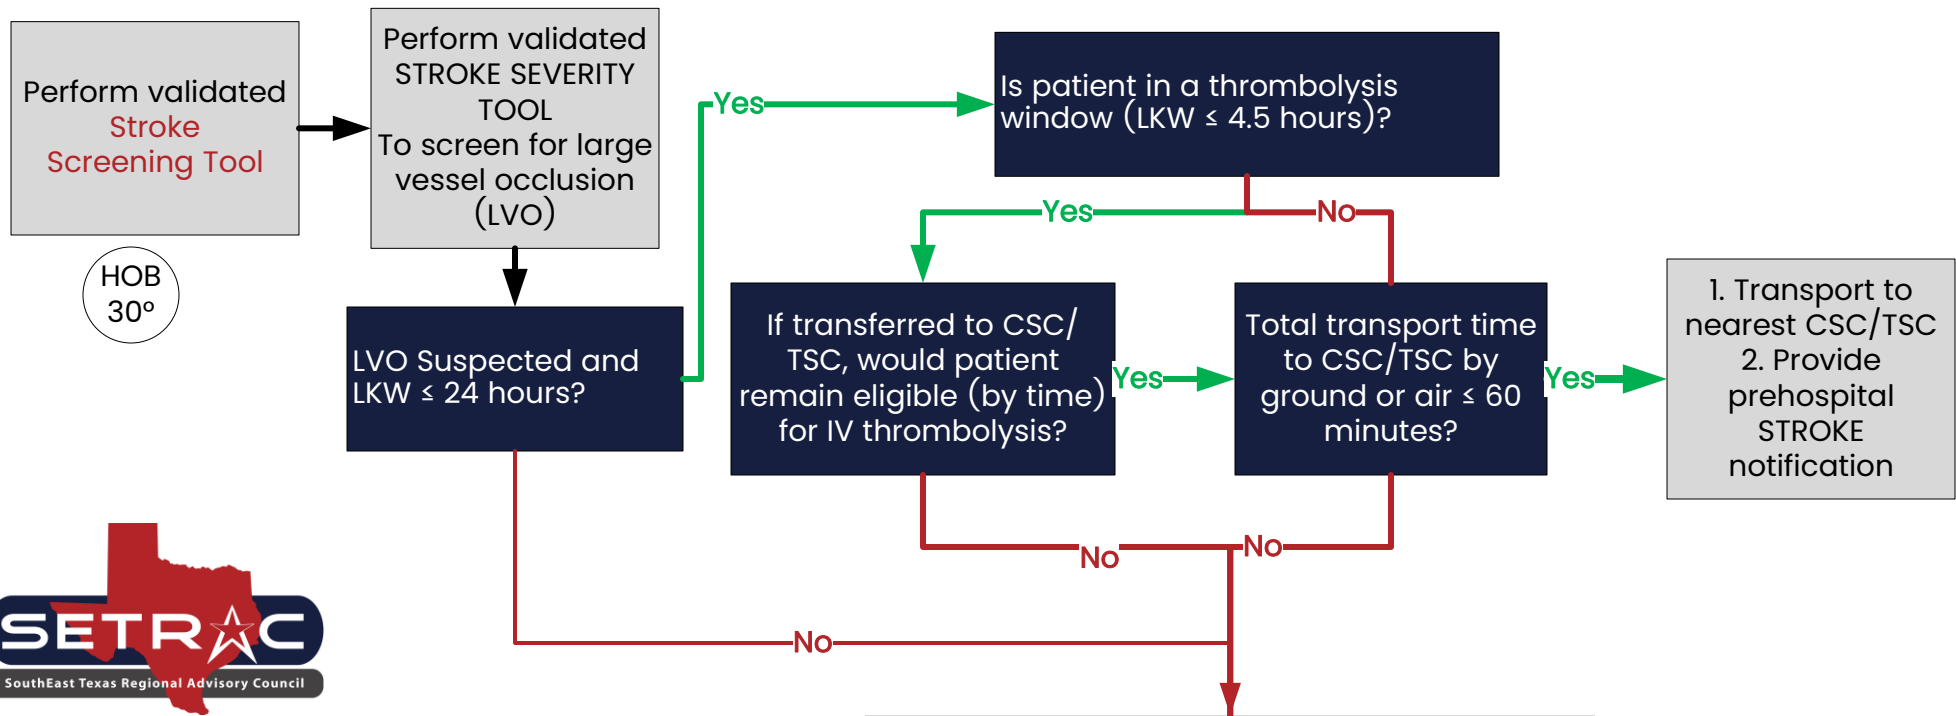 Perform validated
Stroke
Screening Tool
HOB
30º
Perform validated
STROKE SEVERITY
TOOL
To screen for large
vessel occlusion
(LVO)
LVO Suspected and
LKW ≤ 24 hours?
Yes
Is patient in a thrombolysis
window (LKW ≤ 4.5 hours)?
Yes
No
If transferred to CSC/
TSC, would patient
remain eligible (by time)
for IV thrombolysis?
Yes
Total transport time
to CSC/TSC by
ground or air ≤ 60
minutes?
Yes
1. Transport to
nearest CSC/TSC
2. Provide
prehospital
STROKE
notification
No
No
No
SETRAC
SouthEast Texas Regional Advisory Council